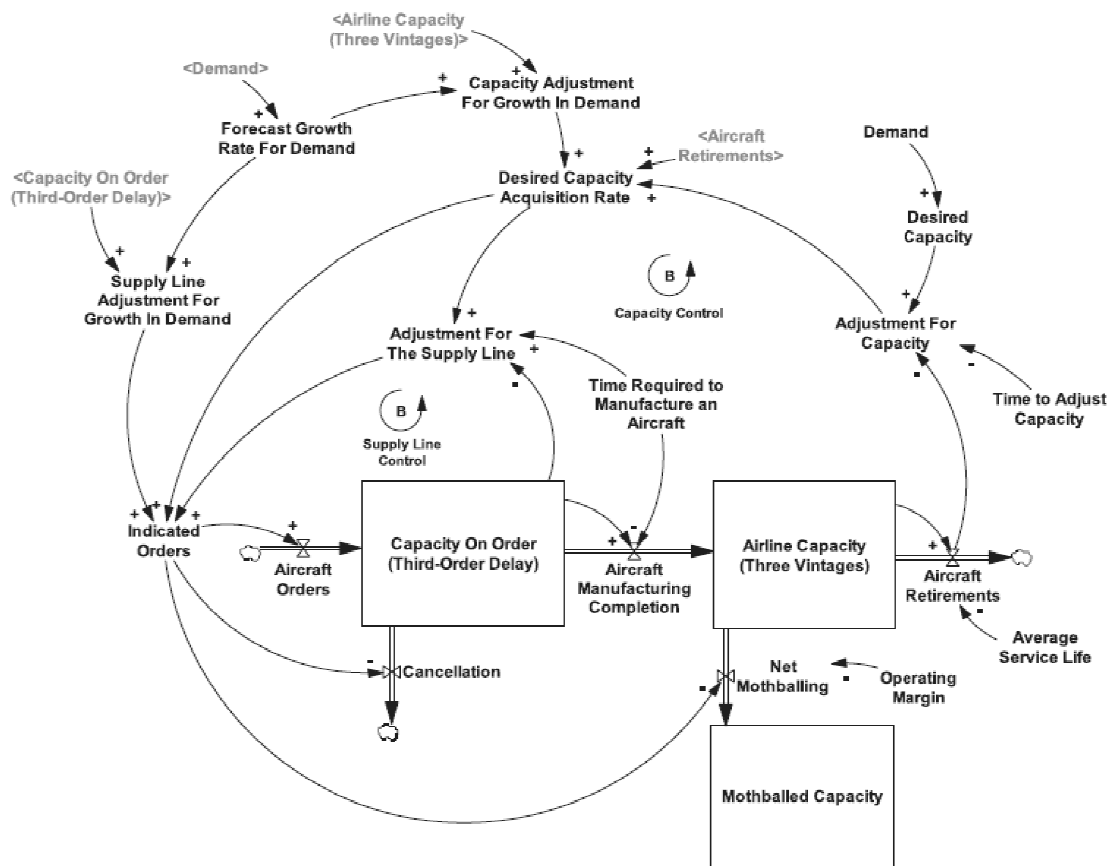 <Airline Capacity
(Three Vintages)>
<Demand>
Capacity Adjustment
For Growth In Demand
Forecast Growth
Rate For Demand
<Aircraft
Retirements>
Demand
<Capacity On Order
(Third-Order Delay)>
Desired Capacity
Acquisition Rate
Desired
Capacity
Supply Line
Adjustment For
Growth In Demand
B
Capacity Control
Adjustment For
The Supply Line
Adjustment For
Capacity
Time Required to
Manufacture an
Aircraft
Time to Adjust
Capacity
B
Supply Line
Control
Indicated
Orders
Aircraft
Orders
Capacity On Order
(Third-Order Delay)
Aircraft
Manufacturing
Completion
Airline Capacity
(Three Vintages)
Aircraft
Retirements
Average
Service Life
Cancellation
Net
Mothballing
Operating
Margin
Mothballed Capacity